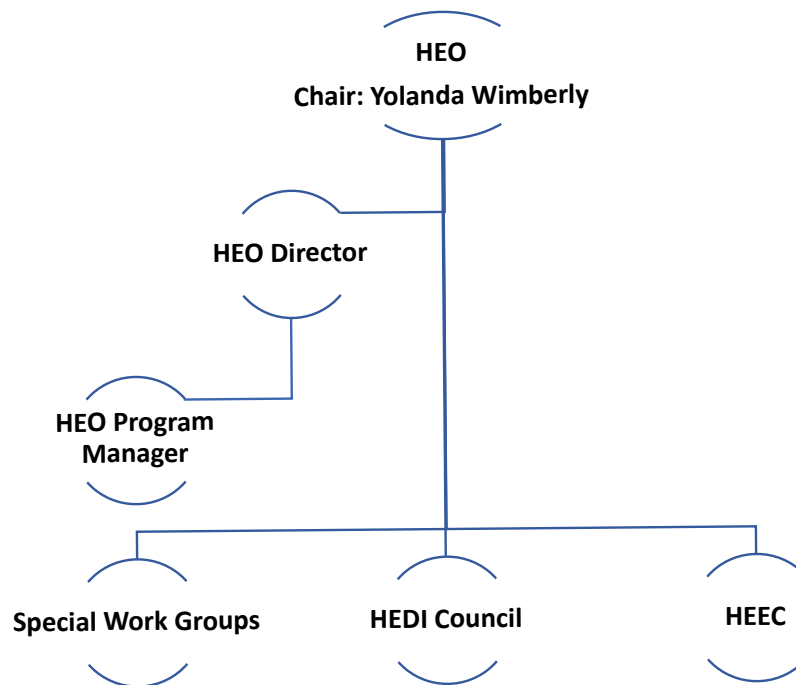 HEO
Chair: Yolanda Wimberly
HEO Director
HEO Program
Manager
Special Work Groups
HEDI Council
HEEC